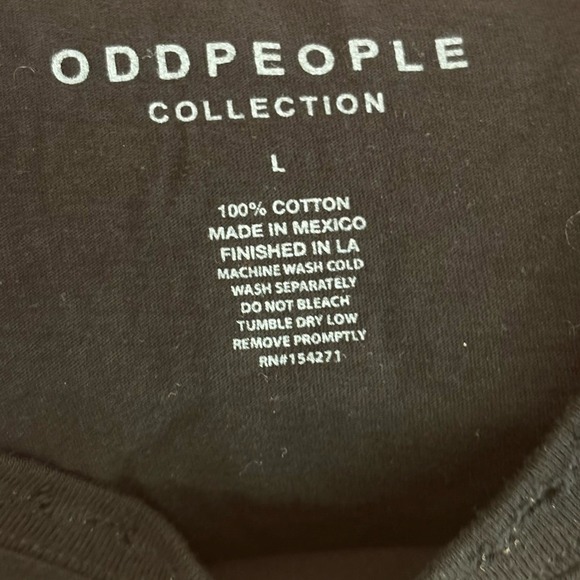 ODDPEOPLE
COLLECTION
L
100% COTTON
MADE IN MEXICO
FINISHED IN LA
MACHINE WASH COLD
WASH SEPARATELY
DO NOT BLEACH
TUMBLE DRY LOW
REMOVE PROMPTLY
RN#154271